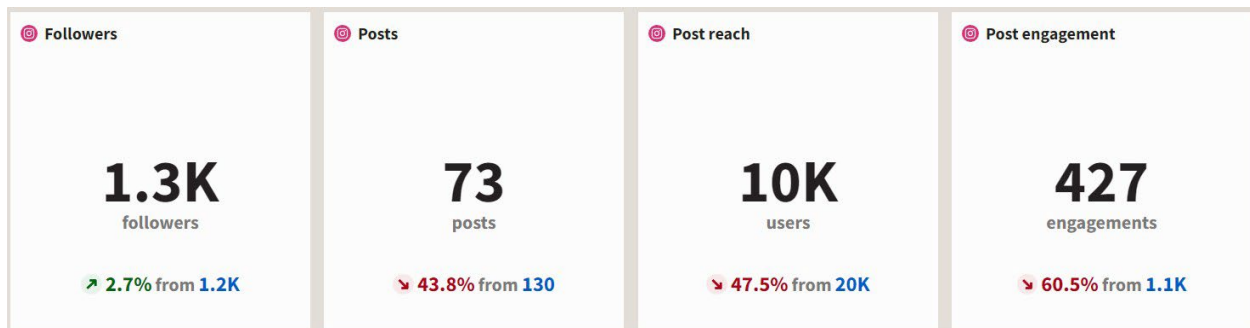 Followers
1.3K
followers
2.7% from 1.2K
Posts
73
posts
43.8% from 130
Post reach
10K
users
47.5% from 20K
Post engagement
427
engagements
60.5% from 1.1K